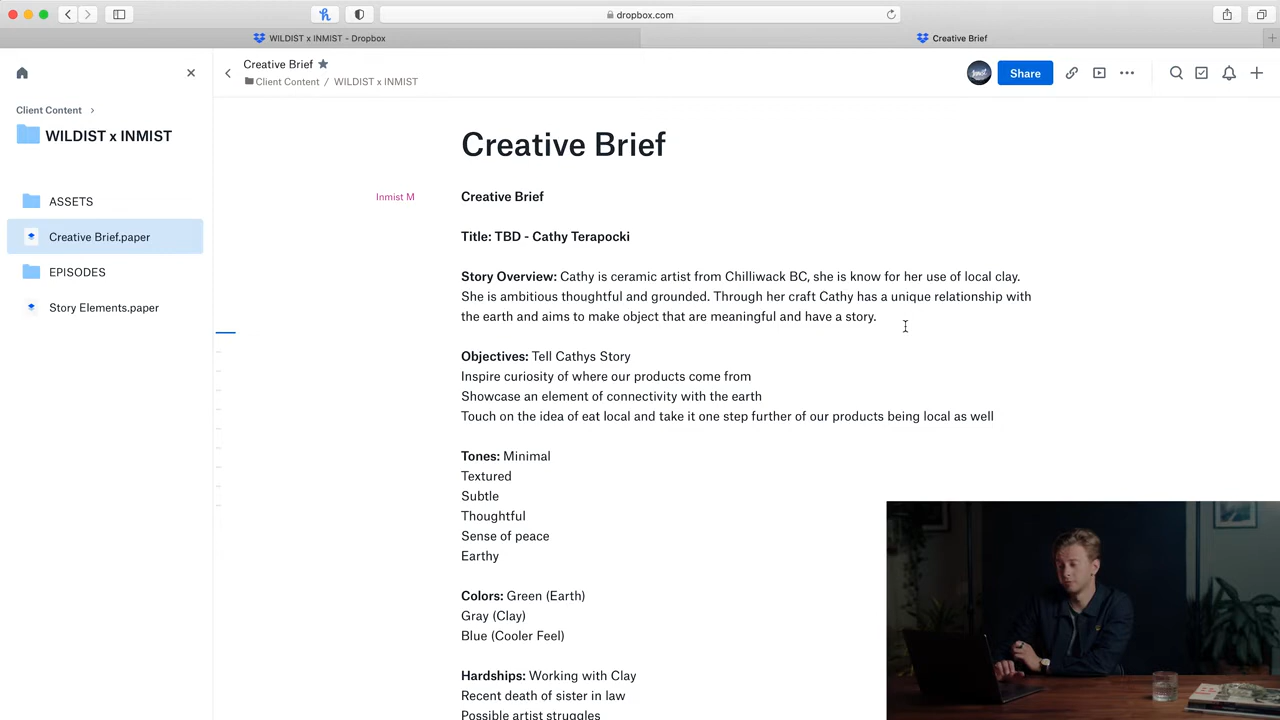 dropbox.com
WILDIST x INMIST - Dropbox
Creative Brief
Creative Brief
Client Content / WILDIST x INMIST
Share
Client Content
WILDIST x INMIST
ASSETS
Creative Brief.paper
EPISODES
Story Elements.paper
Creative Brief
Inmist M
Creative Brief
Title: TBD - Cathy Terapocki
Story Overview: Cathy is ceramic artist from Chilliwack BC, she is know for her use of local clay.
She is ambitious thoughtful and grounded. Through her craft Cathy has a unique relationship with
the earth and aims to make object that are meaningful and have a story.
Objectives: Tell Cathys Story
Inspire curiosity of where our products come from
Showcase an element of connectivity with the earth
Touch on the idea of eat local and take it one step further of our products being local as well
Tones: Minimal
Textured
Subtle
Thoughtful
Sense of peace
Earthy
Colors: Green (Earth)
Gray (Clay)
Blue (Cooler Feel)
Hardships: Working with Clay
Recent death of sister in law
Possible artist struggles